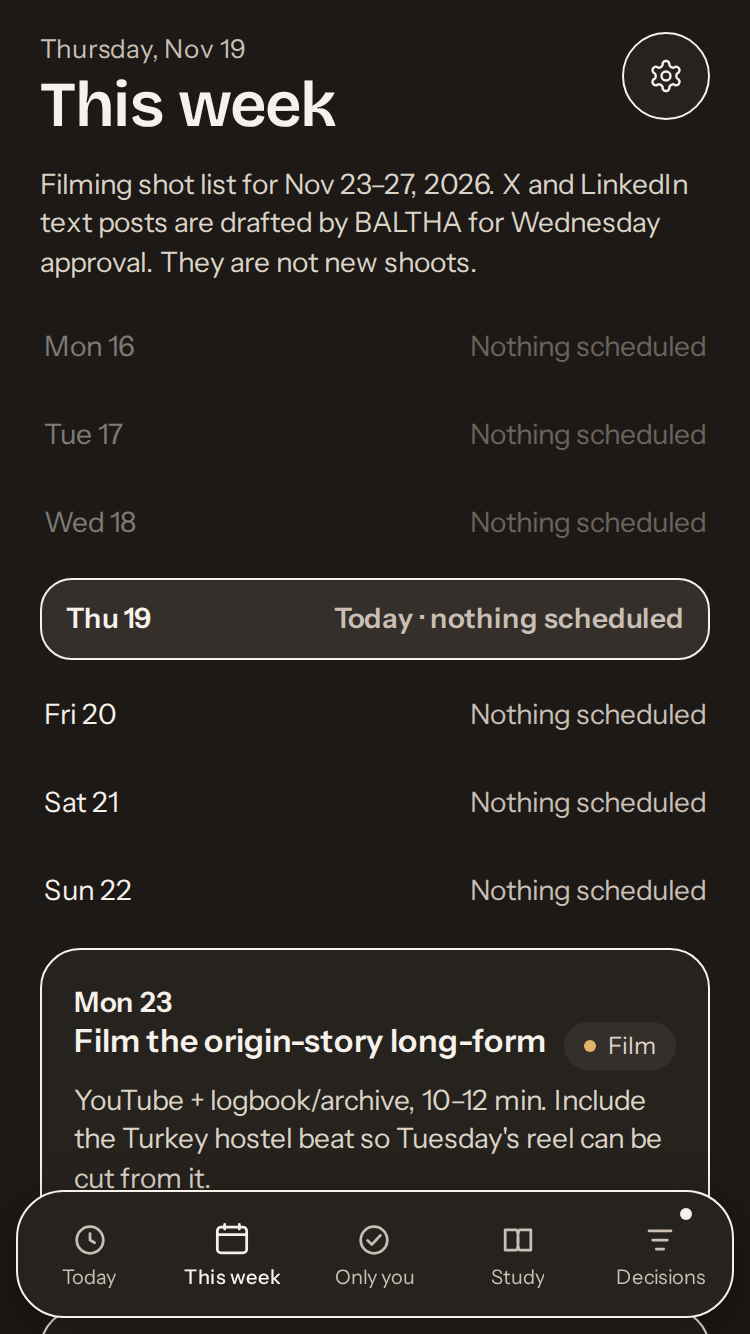 Thursday, Nov 19
This week
Filming shot list for Nov 23–27, 2026. X and LinkedIn
text posts are drafted by BALTHA for Wednesday
approval. They are not new shoots.
Mon 16 Nothing scheduled
Tue 17 Nothing scheduled
Wed 18 Nothing scheduled
Thu 19 Today · nothing scheduled
Fri 20 Nothing scheduled
Sat 21 Nothing scheduled
Sun 22 Nothing scheduled
Mon 23
Film the origin-story long-form Film
YouTube + logbook/archive, 10–12 min. Include
the Turkey hostel beat so Tuesday's reel can be
cut from it.
Today This week Only you Study Decisions